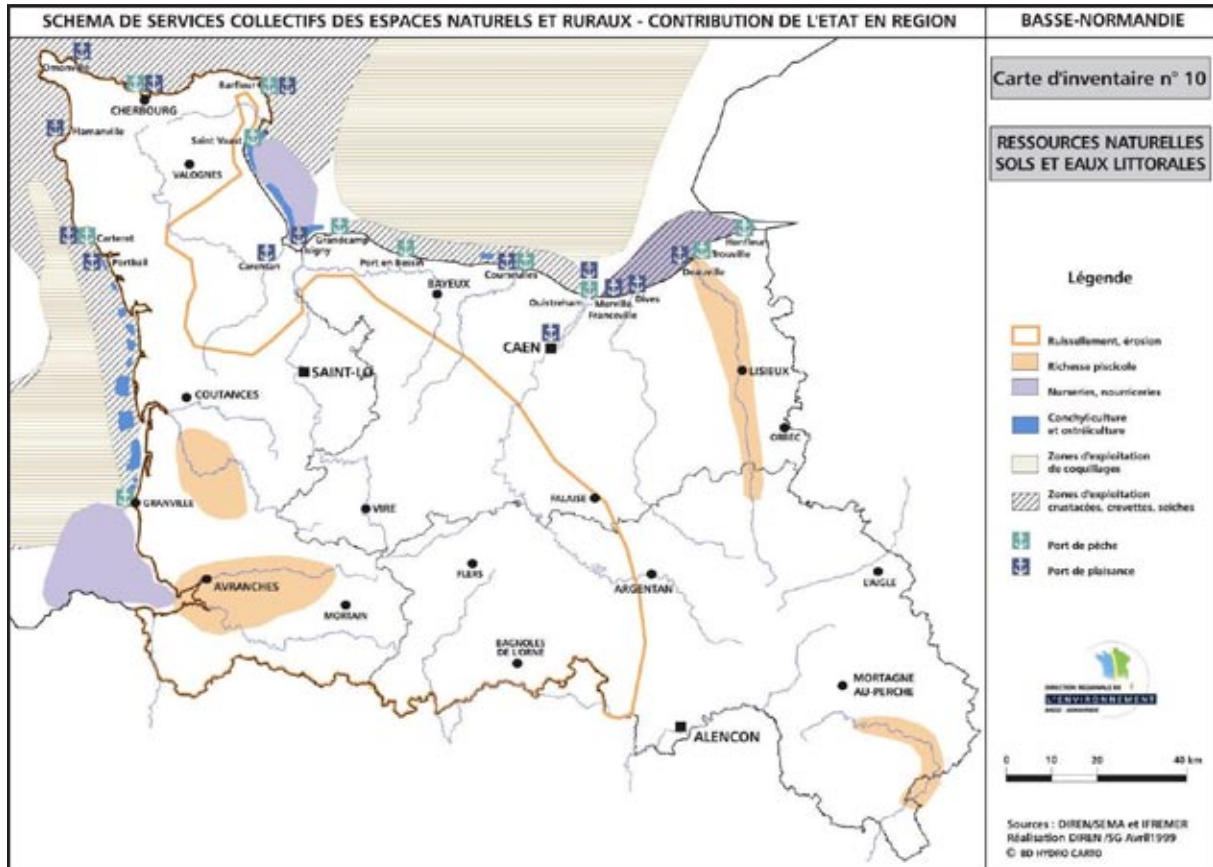 SCHEMA DE SERVICES COLLECTIFS DES ESPACES NATURELS ET RURAUX - CONTRIBUTION DE L'ETAT EN REGION
BASSE-NORMANDIE
Carte d'inventaire n° 10
RESSOURCES NATURELLES
SOLS ET EAUX LITTORALES
Omonville
CHERBOURG
Barfleur
Flamanville
Saint Vaast
VALOGNES
Carteret
Portbail
Carentan
Isigny
Grandcamp
Port en Bessin
BAYEUX
Courseulles
Ouistreham
Merville
Franceville
Dives
Deauville
Trouville
Honfleur
CAEN
SAINT-LO
COUTANCES
LISIEUX
ORBEC
GRANVILLE
VIRE
FALAISE
AVRANCHES
MORTAIN
FLERS
ARGENTAN
L'AIGLE
BAGNOLES
DE L'ORNE
MORTAGNE
AU-PERCHE
ALENCON
Légende
Ruissellement, érosion
Richesse piscicole
Nurseries, nourriceries
Conchyliculture
et ostréiculture
Zones d'exploitation
de coquillages
Zones d'exploitation
crustacées, crevettes, seiches
Port de pêche
Port de plaisance
DIRECTION REGIONALE DE
L'ENVIRONNEMENT
BASSE - NORMANDIE
0 10 20 40 km
Sources : DIREN/SEMA et IFREMER
Réalisation DIREN /SG Avril1999
© BD HYDRO CARTO